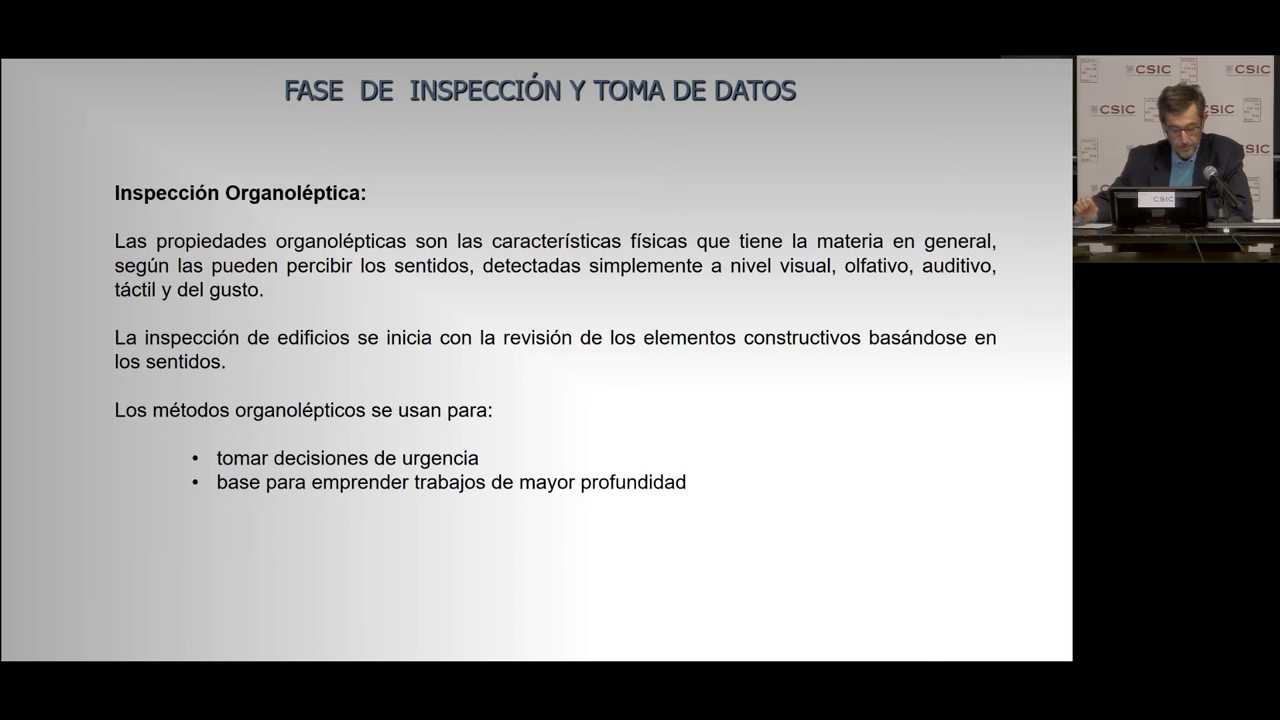 FASE DE INSPECCIÓN Y TOMA DE DATOS
Inspección Organoléptica:
Las propiedades organolépticas son las características físicas que tiene la materia en general,
según las pueden percibir los sentidos, detectadas simplemente a nivel visual, olfativo, auditivo,
táctil y del gusto.
La inspección de edificios se inicia con la revisión de los elementos constructivos basándose en
los sentidos.
Los métodos organolépticos se usan para:
• tomar decisiones de urgencia
• base para emprender trabajos de mayor profundidad
CSIC
CSIC
CSIC
CSIC
CSIC
CSIC